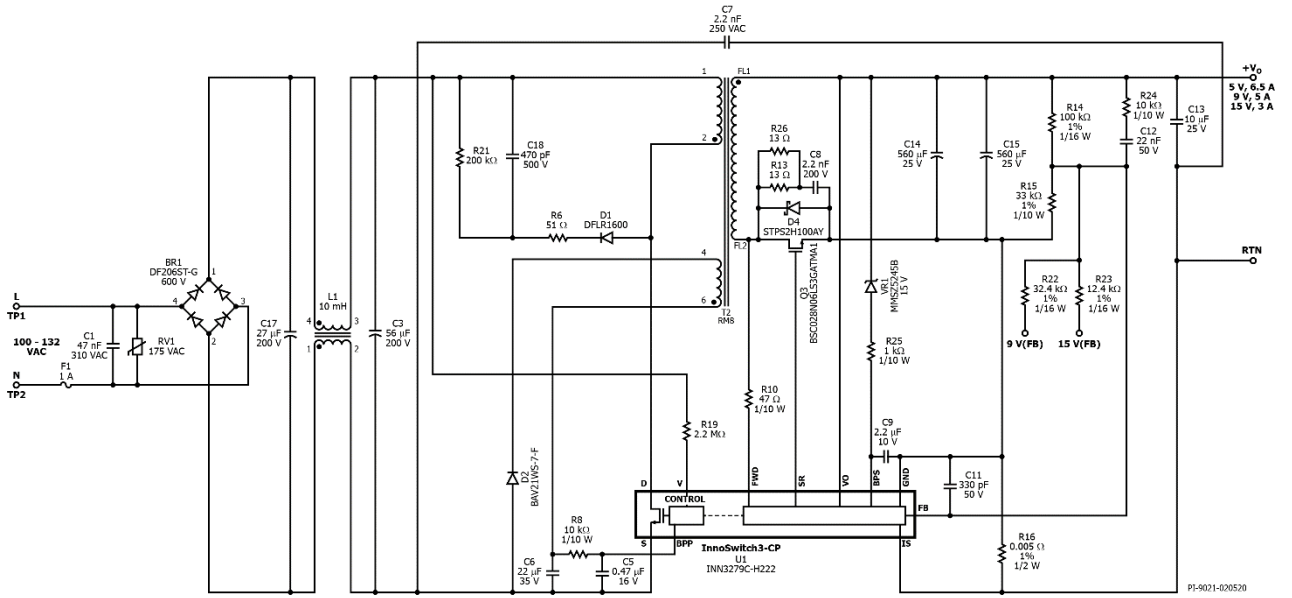 C7
2.2 nF
250 VAC
1
FL1
+Vo
5 V, 6.5 A
9 V, 5 A
15 V, 3 A
R21
200 kΩ
C18
470 pF
500 V
2
R26
13 Ω
R13
13 Ω
C8
2.2 nF
200 V
C14
560 µF
25 V
C15
560 µF
25 V
R14
100 kΩ
1%
1/16 W
R24
10 kΩ
1/10 W
C12
22 nF
50 V
C13
10 µF
25 V
R15
33 kΩ
1%
1/10 W
R6
51 Ω
D1
DFLR1600
D4
STPS2H100AY
FL2
RTN
BR1
DF206ST-G
600 V
1
4
3
2
4
6
T2
RM8
Q3
BSC028N06LS3GATMA1
VR1
MMSZ5245B
15 V
R22
32.4 kΩ
1%
1/16 W
R23
12.4 kΩ
1%
1/16 W
9 V(FB)
15 V(FB)
L
TP1
100 - 132
VAC
N
TP2
C1
47 nF
310 VAC
RV1
175 VAC
F1
1 A
C17
27 µF
200 V
L1
10 mH
4
3
1
2
C3
56 µF
200 V
R25
1 kΩ
1/10 W
R10
47 Ω
1/10 W
R19
2.2 MΩ
C9
2.2 µF
10 V
C11
330 pF
50 V
D2
BAV21WS-7-F
D
V
FWD
SR
VO
BPS
GND
CONTROL
FB
S
BPP
IS
InnoSwitch3-CP
U1
INN3279C-H222
R8
10 kΩ
1/10 W
C6
22 µF
35 V
C5
0.47 µF
16 V
R16
0.005 Ω
1%
1/2 W
PI-9021-020520